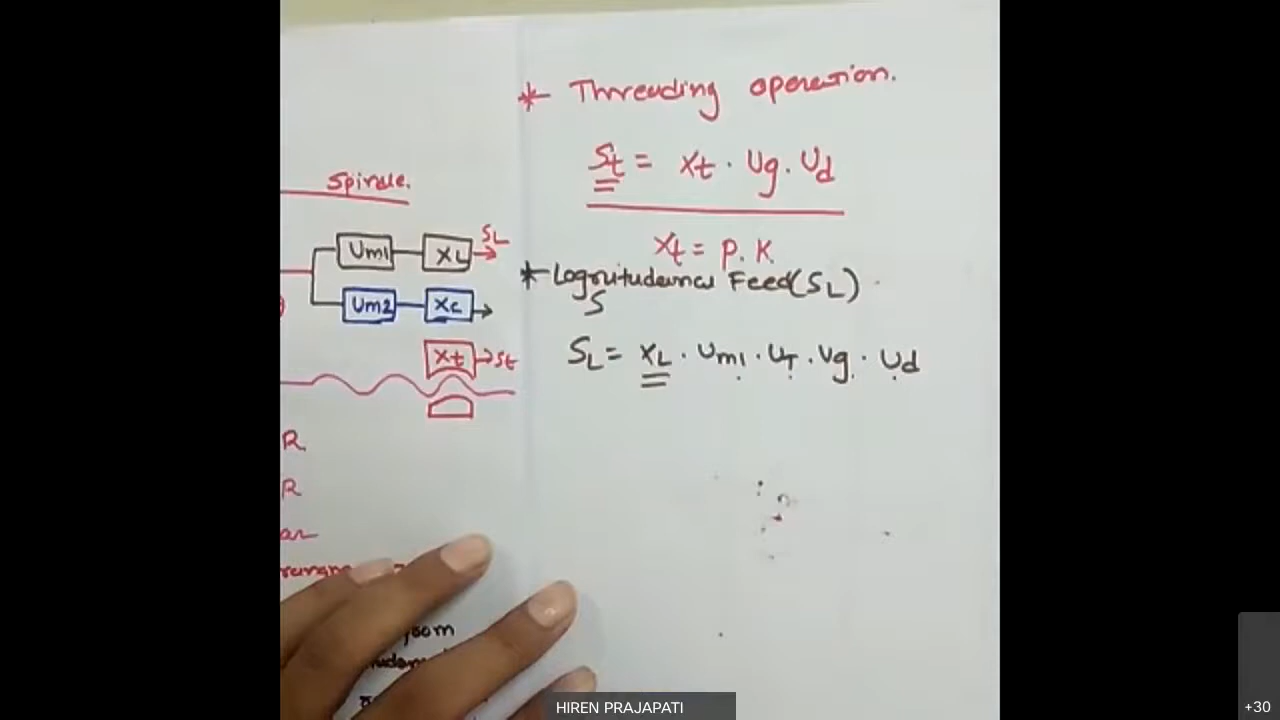 * Threading operation.
St = Xt · Ug. Ud
Xt = P. K
* Lognitudeinal Feed (SL)
S
SL = XL · Um1 · UT · Ug · Ud
Spindle.
Um1 XL SL
Um2 Xc
Xt St
R
R
HIREN PRAJAPATI
+30